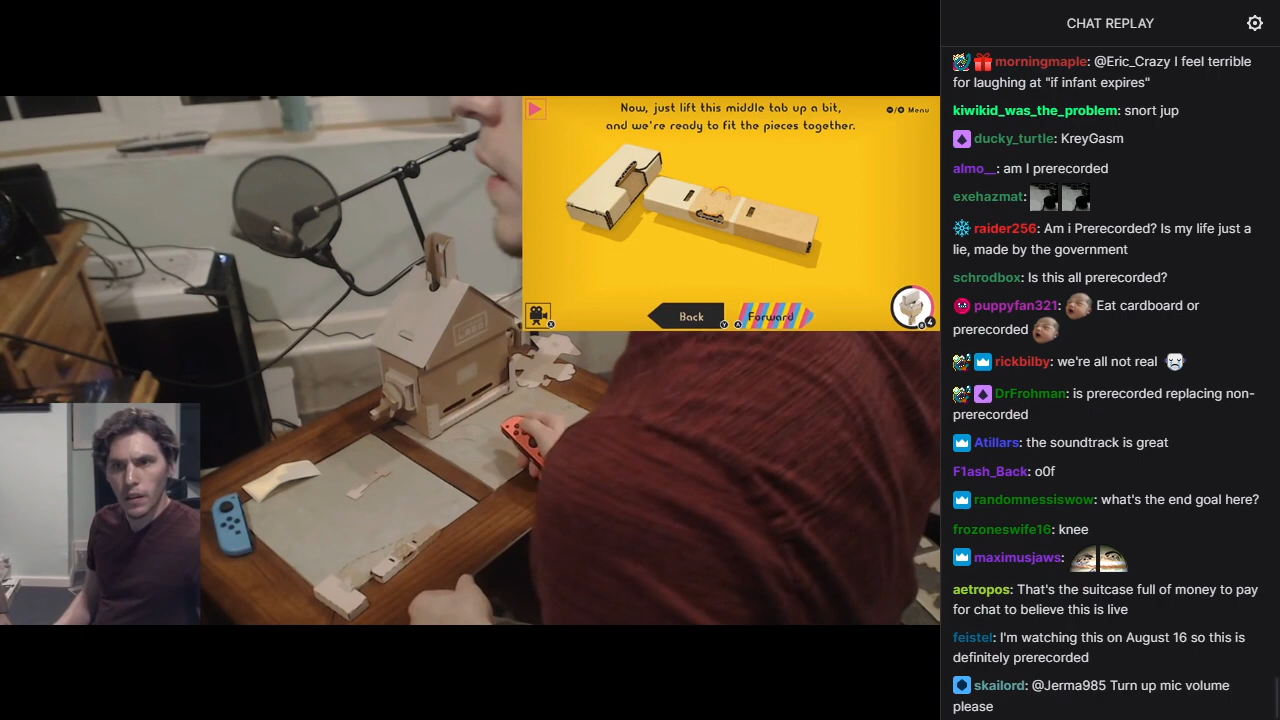 Now, just lift this middle tab up a bit,
and we're ready to fit the pieces together.
Menu
Back
Forward
CHAT REPLAY
morningmaple: @Eric_Crazy I feel terrible
for laughing at "if infant expires"
kiwikid_was_the_problem: snort jup
ducky_turtle: KreyGasm
almo__: am I prerecorded
exehazmat:
raider256: Am i Prerecorded? Is my life just a
lie, made by the government
schrodbox: Is this all prerecorded?
puppyfan321: Eat cardboard or
prerecorded
rickbilby: we're all not real
DrFrohman: is prerecorded replacing non-
prerecorded
Atillars: the soundtrack is great
F1ash_Back: o0f
randomnessiswow: what's the end goal here?
frozoneswife16: knee
maximusjaws:
aetropos: That's the suitcase full of money to pay
for chat to believe this is live
feistel: I'm watching this on August 16 so this is
definitely prerecorded
skailord: @Jerma985 Turn up mic volume
please